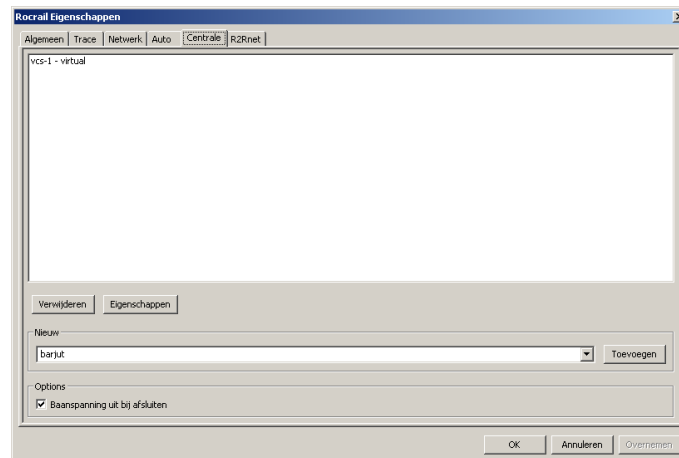 Rocrail Eigenschappen
Algemeen Trace Netwerk Auto Centrale R2Rnet
vcs-1 - virtual
Verwijderen Eigenschappen
Nieuw
barjut Toevoegen
Options
Baanspanning uit bij afsluiten
OK Annuleren Overnemen